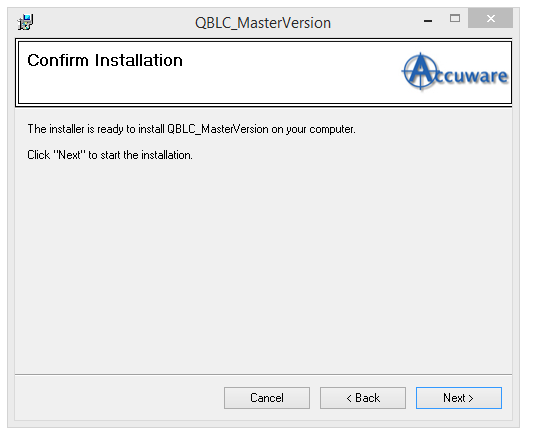 QBLC_MasterVersion
Confirm Installation
Accuware
The installer is ready to install QBLC_MasterVersion on your computer.
Click "Next" to start the installation.
Cancel
< Back
Next >